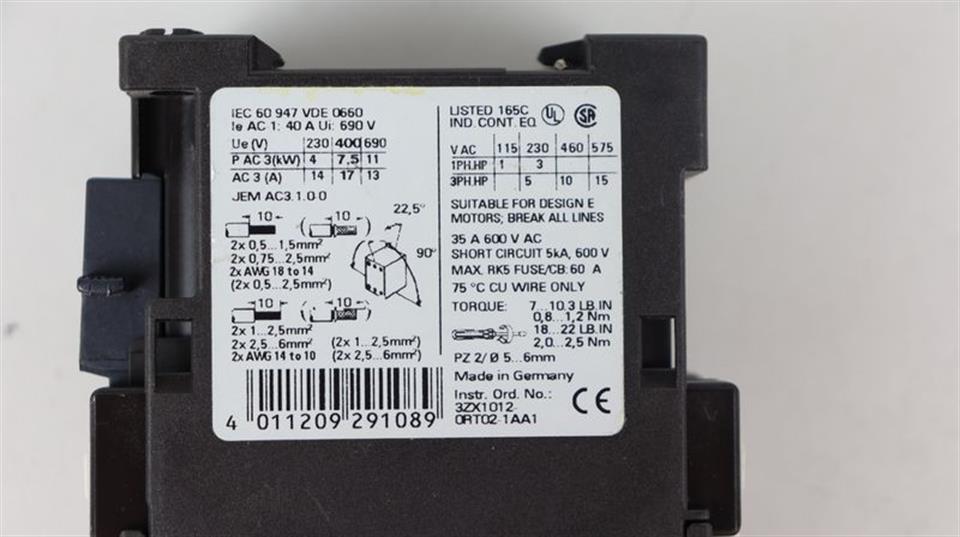 IEC 60 947 VDE 0660
Ie AC 1: 40 A Ui: 690 V
Ue (V) 230 400 690
P AC 3(kW) 4 7,5 11
AC 3 (A) 14 17 13
JEM AC3.1.0-0
10 ( 10 )
22,5°
90°
2x 0,5...1,5mm²
2x 0,75...2,5mm²
2x AWG 18 to 14
(2x 0,5...2,5mm²)
10 ( 10 )
2x 1...2,5mm² (2x 1...2,5mm²)
2x 2,5...6mm² (2x 2,5...6mm²)
2x AWG 14 to 10
4 011209 291089
LISTED 165C
IND. CONT. EQ.
UL SA
V AC 115 230 460 575
1PH.HP 1 3
3PH.HP 5 10 15
SUITABLE FOR DESIGN E
MOTORS; BREAK ALL LINES
35 A 600 V AC
SHORT CIRCUIT 5kA, 600 V
MAX. RK5 FUSE/CB: 60 A
75 °C CU WIRE ONLY
TORQUE: 7...10.3 LB.IN
0,8...1,2 Nm
18...22 LB.IN
2,0...2,5 Nm
PZ 2/ Ø 5...6mm
Made in Germany
Instr. Ord. No.:
3ZX1012-
0RT02-1AA1
CE